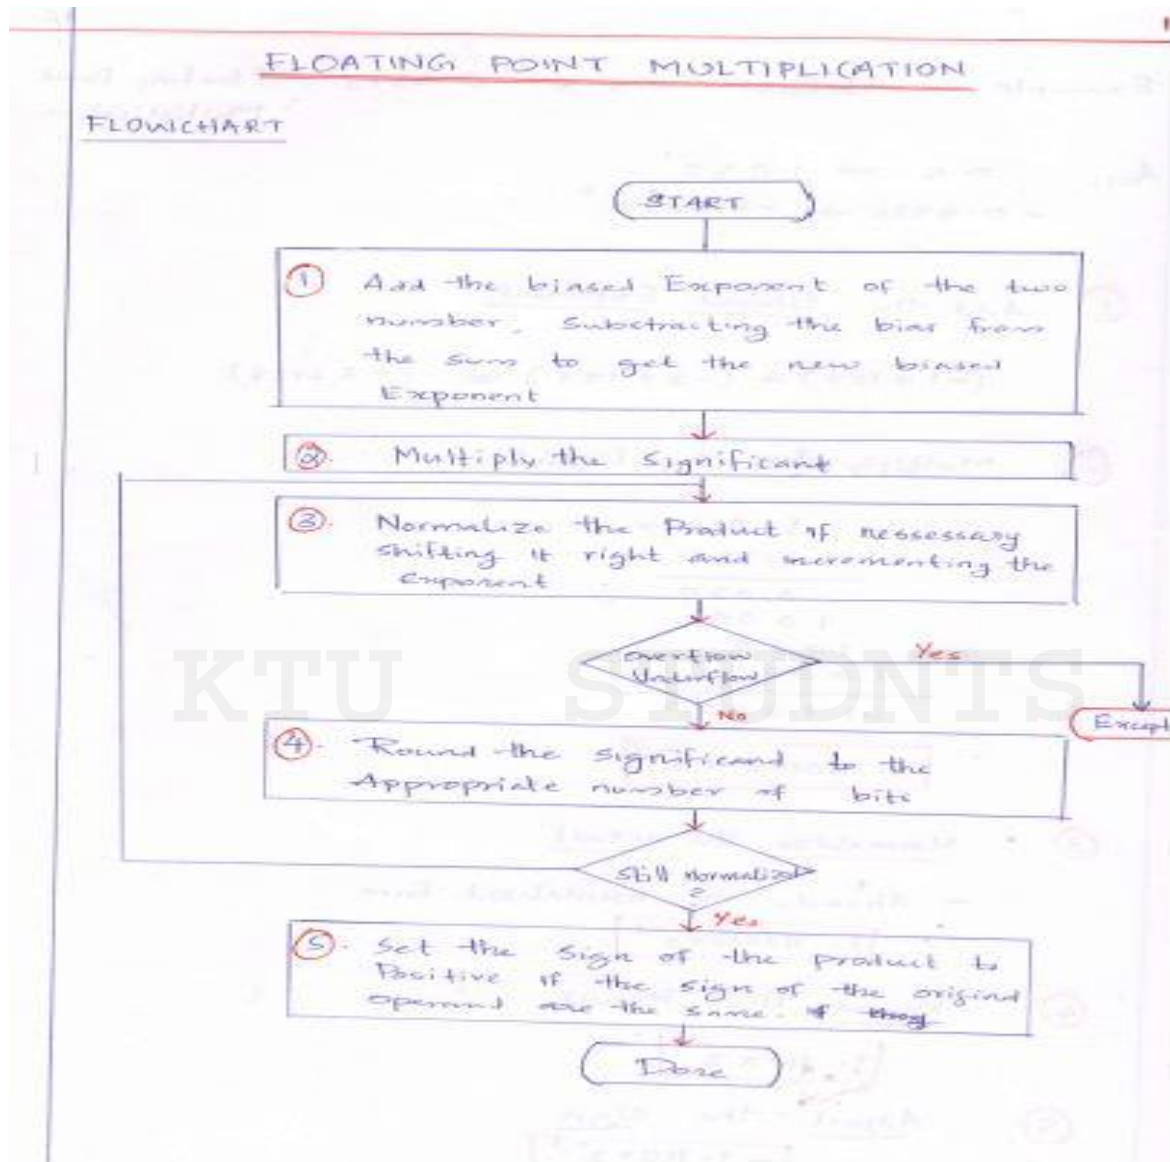 FLOATING POINT MULTIPLICATION
FLOWCHART
START
① Add the biased Exponent of the two
number, Substracting the bias from
the sum to get the new biased
Exponent
②. Multiply the Significant
③. Normalize the Product if nessessary
shifting it right and incrementing the
exponent
Overflow
Underflow
Yes
No
Except
④. Round the significand to the
Appropriate number of bits
Still normalized
?
Yes
⑤. Set the Sign of the product to
Positive if the sign of the original
operand are the same.
Done
KTU STUDNTS